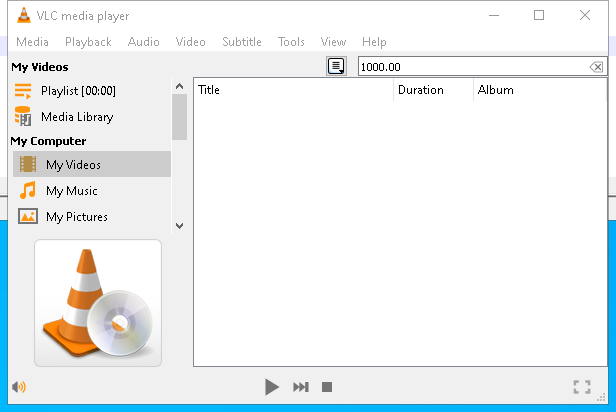 VLC media player
Media Playback Audio Video Subtitle Tools View Help
My Videos
1000.00
Playlist [00:00]
Media Library
My Computer
My Videos
My Music
My Pictures
Title Duration Album